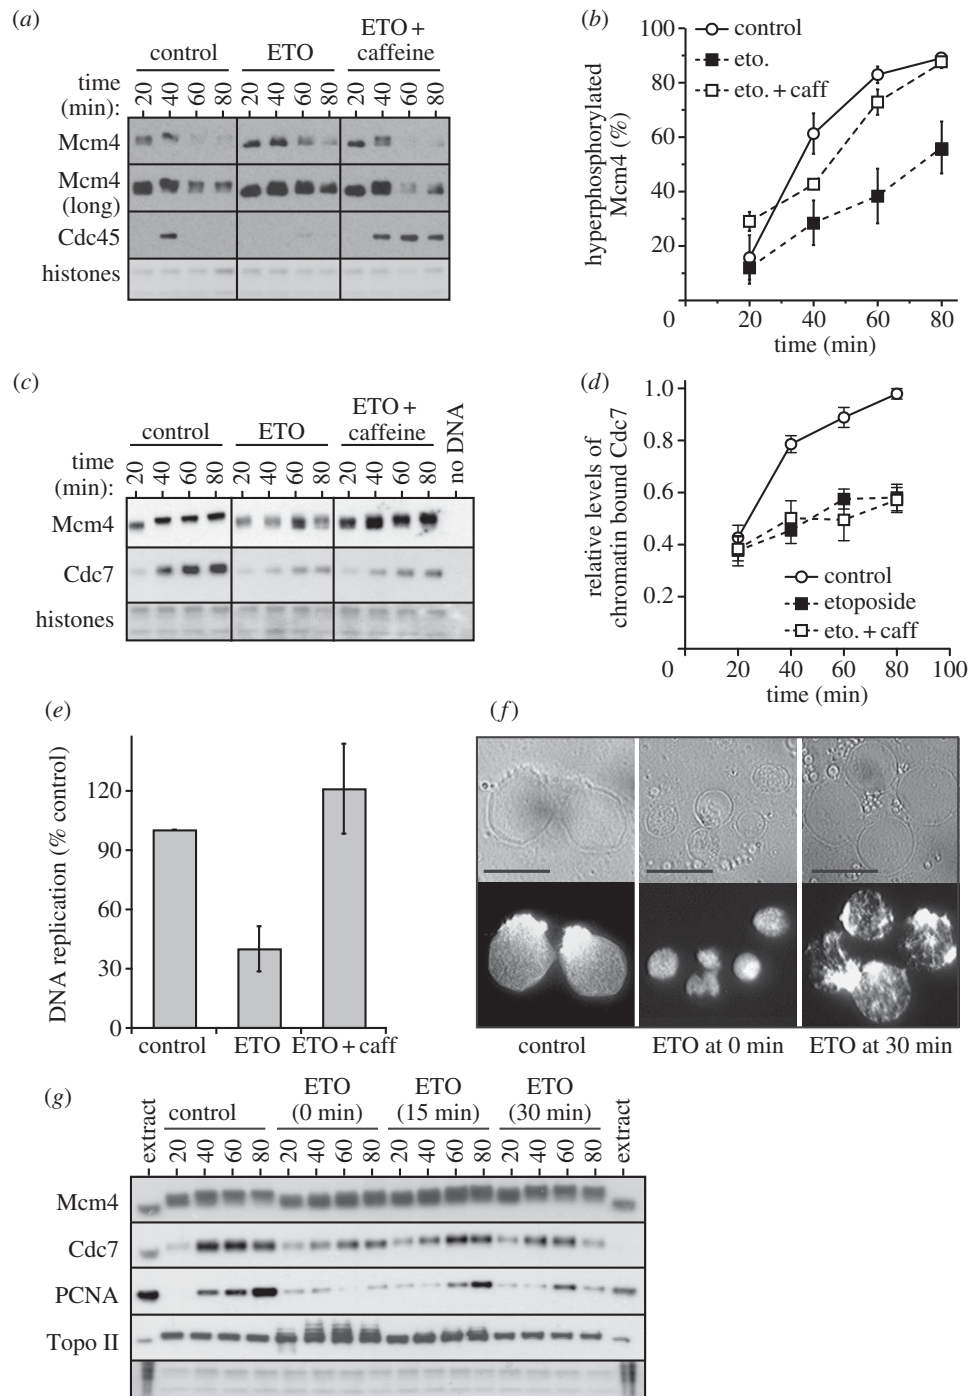 (a)
control ETO ETO + caffeine
time (min): 20 40 60 80 20 40 60 80 20 40 60 80
Mcm4
Mcm4 (long)
Cdc45
histones
(b)
hyperphosphorylated Mcm4 (%)
100
80
60
40
20
0
20 40 60 80
time (min)
control
eto.
eto. + caff
(c)
control ETO ETO + caffeine no DNA
time (min): 20 40 60 80 20 40 60 80 20 40 60 80
Mcm4
Cdc7
histones
(d)
relative levels of chromatin bound Cdc7
1.0
0.8
0.6
0.4
0.2
0
20 40 60 80 100
time (min)
control
etoposide
eto. + caff
(e)
DNA replication (% control)
120
90
60
30
0
control ETO ETO + caff
(f)
control ETO at 0 min ETO at 30 min
(g)
extract control ETO (0 min) ETO (15 min) ETO (30 min) extract
20 40 60 80 20 40 60 80 20 40 60 80 20 40 60 80
Mcm4
Cdc7
PCNA
Topo II